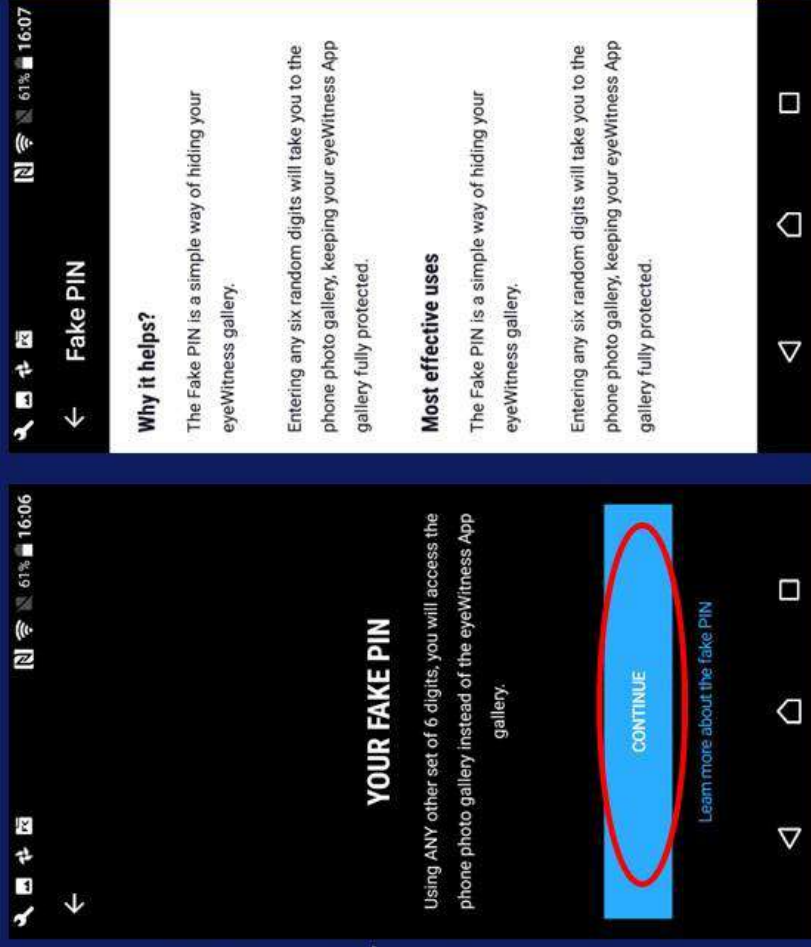 61% 16:06
YOUR FAKE PIN
Using ANY other set of 6 digits, you will access the
phone photo gallery instead of the eyeWitness App
gallery.
CONTINUE
Learn more about the fake PIN
61% 16:07
Fake PIN
Why it helps?
The Fake PIN is a simple way of hiding your
eyeWitness gallery.
Entering any six random digits will take you to the
phone photo gallery, keeping your eyeWitness App
gallery fully protected.
Most effective uses
The Fake PIN is a simple way of hiding your
eyeWitness gallery.
Entering any six random digits will take you to the
phone photo gallery, keeping your eyeWitness App
gallery fully protected.